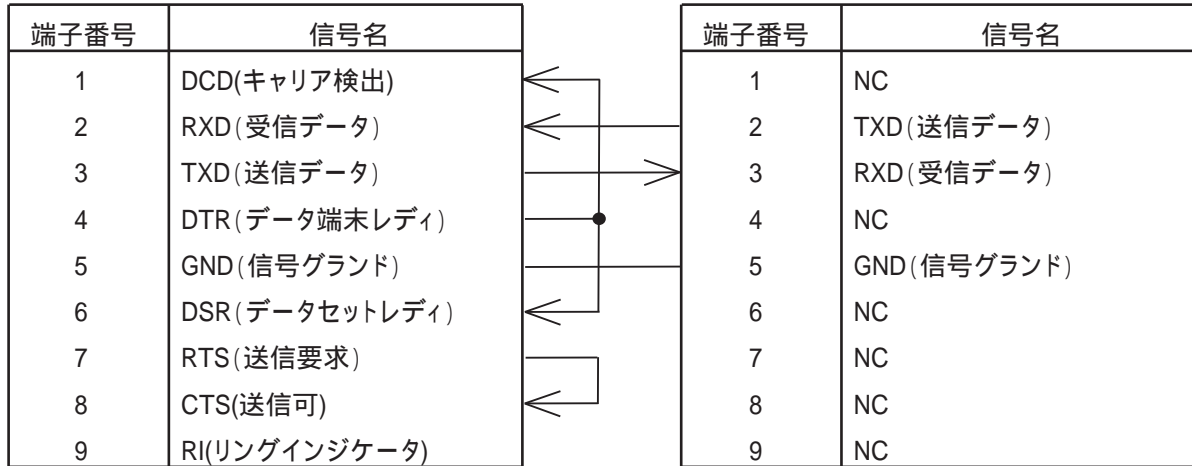 端子番号 信号名 端子番号 信号名
1 DCD(キャリア検出) 1 NC
2 RXD(受信データ) 2 TXD(送信データ)
3 TXD(送信データ) 3 RXD(受信データ)
4 DTR(データ端末レディ) 4 NC
5 GND(信号グランド) 5 GND(信号グランド)
6 DSR(データセットレディ) 6 NC
7 RTS(送信要求) 7 NC
8 CTS(送信可) 8 NC
9 RI(リングインジケータ) 9 NC